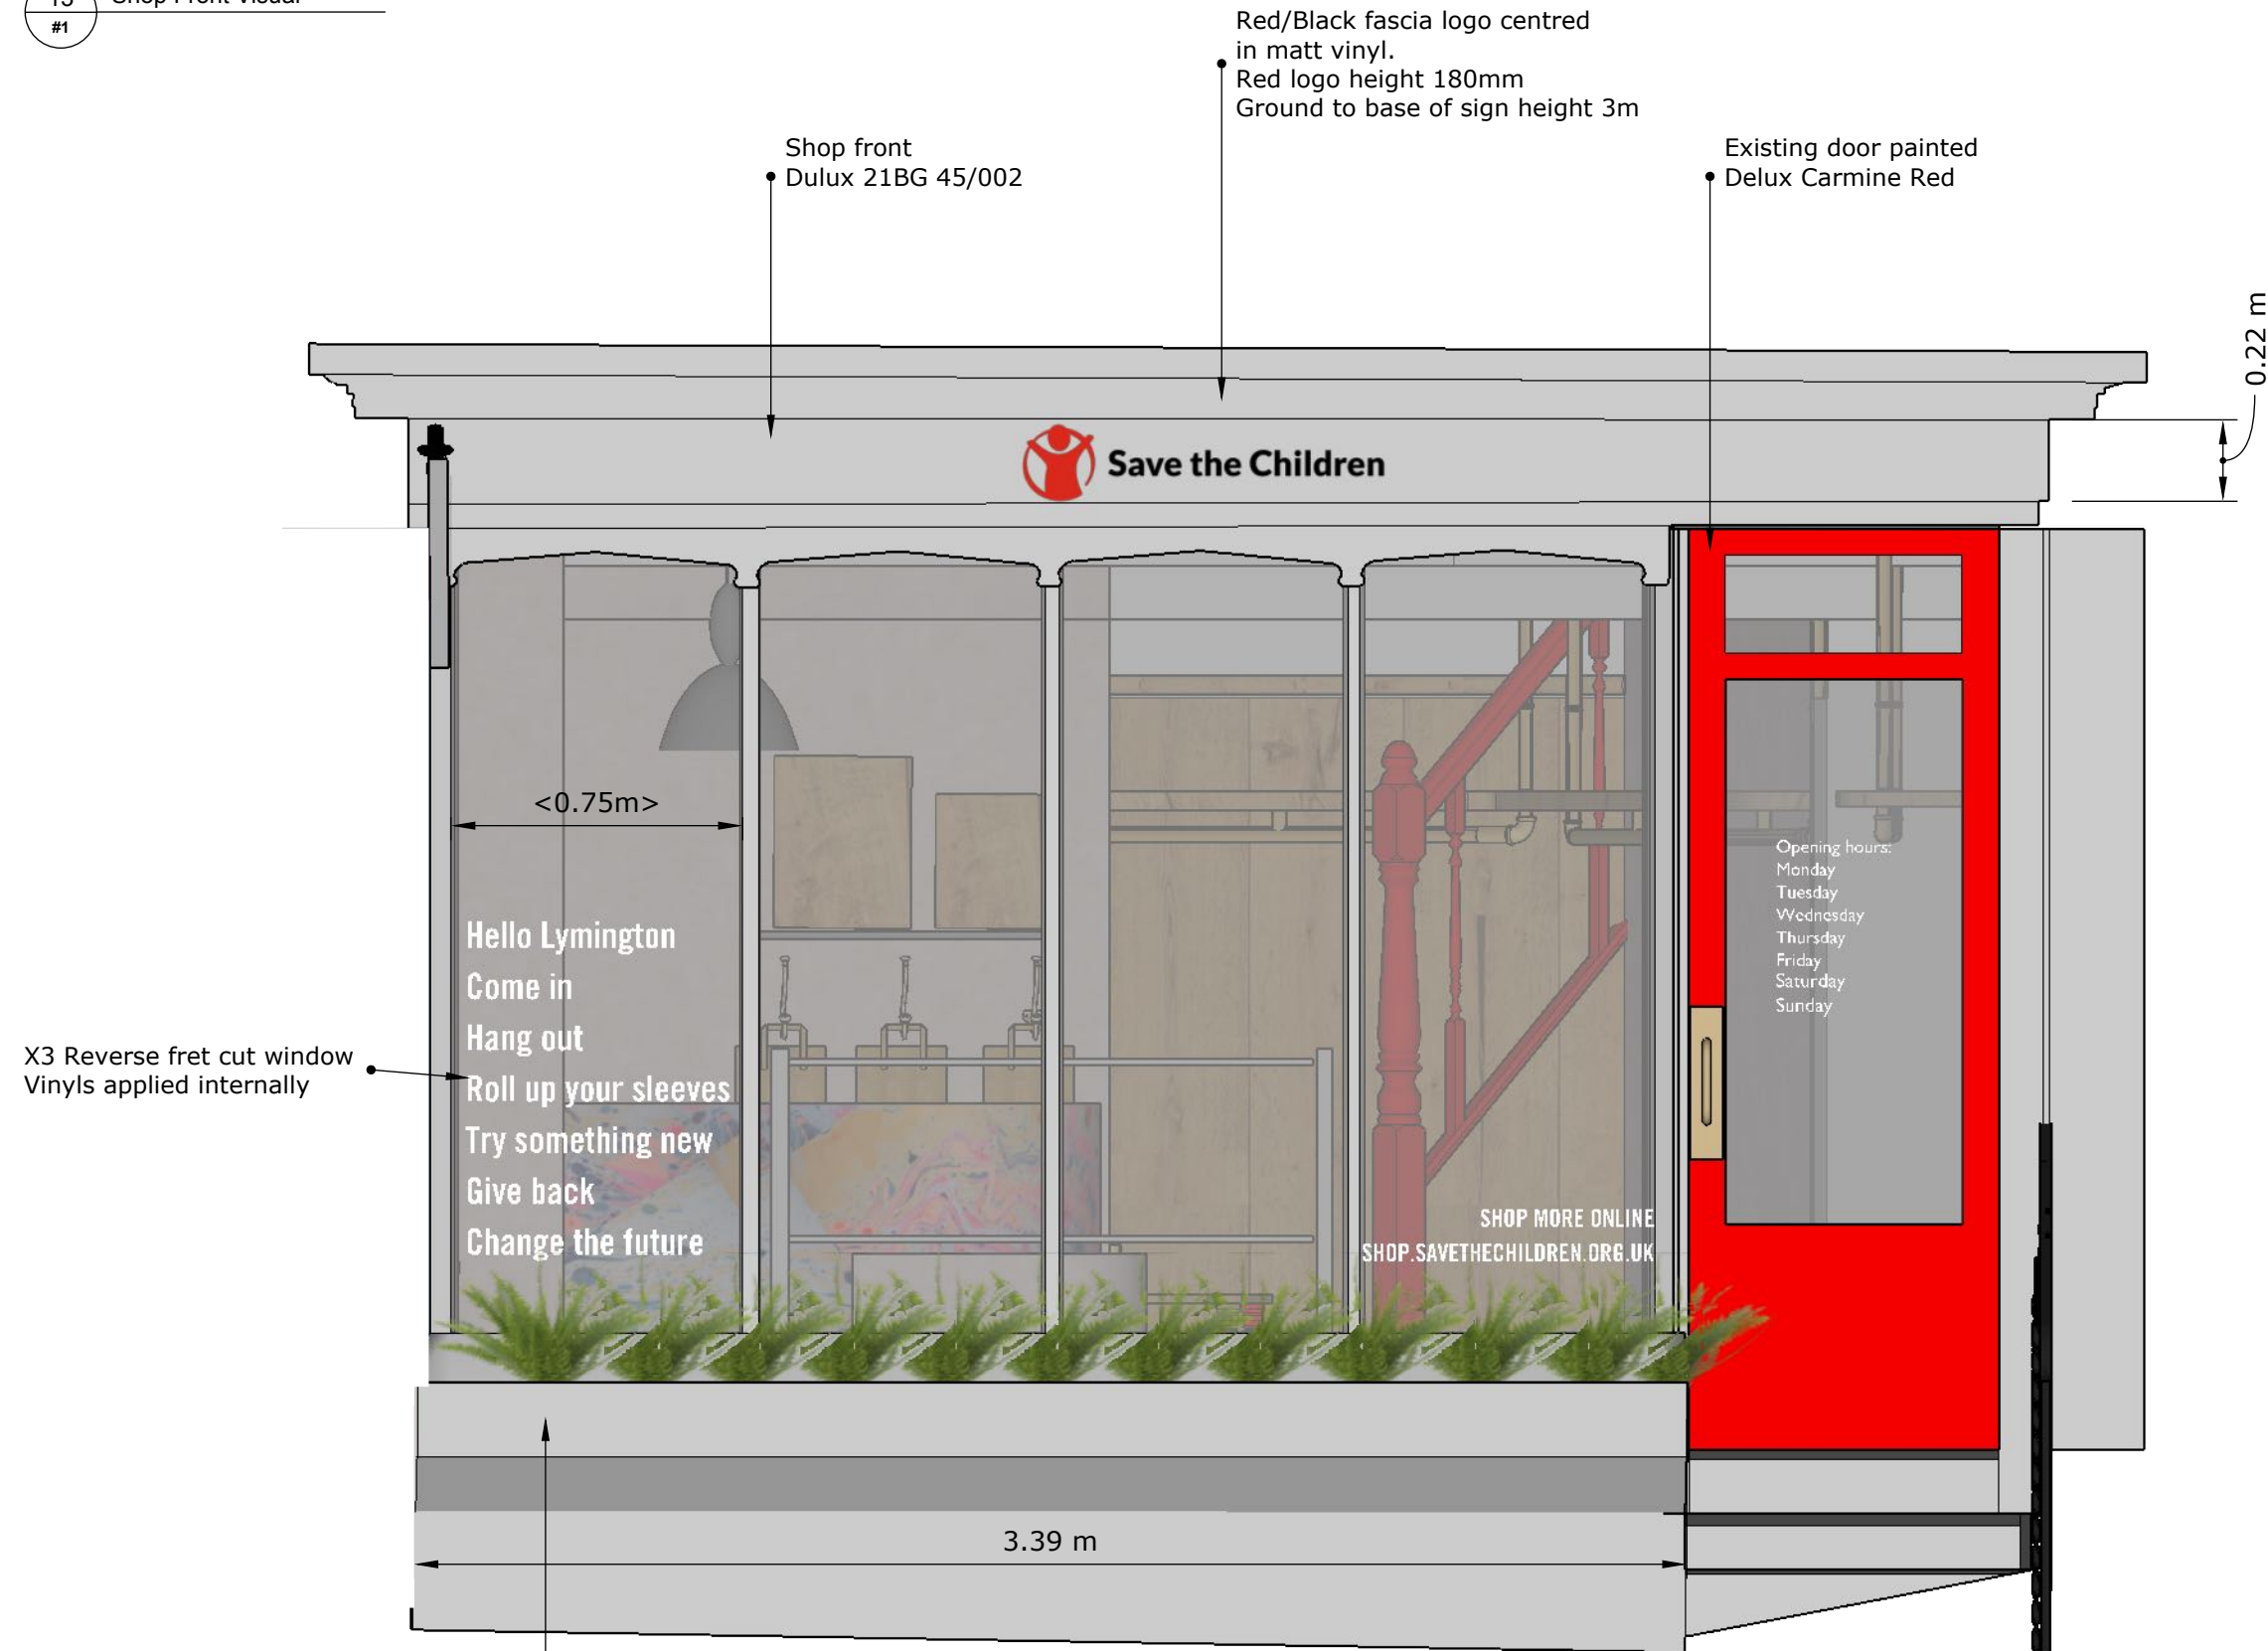 #1
Red/Black fascia logo centred
in matt vinyl.
Red logo height 180mm
Ground to base of sign height 3m
Shop front
Dulux 21BG 45/002
Existing door painted
Delux Carmine Red
0.22 m
Save the Children
<0.75m>
Opening hours:
Monday
Tuesday
Wednesday
Thursday
Friday
Saturday
Sunday
Hello Lymington
Come in
Hang out
Roll up your sleeves
Try something new
Give back
Change the future
X3 Reverse fret cut window
Vinyls applied internally
SHOP MORE ONLINE
SHOP.SAVETHECHILDREN.ORG.UK
3.39 m